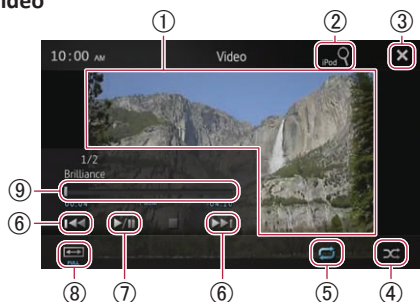 Video
① ② ③
10:00 AM Video iPod
1/2
Brilliance
⑨
00:04 -04:10
⑥
FULL
⑧ ⑦ ⑥ ⑤ ④